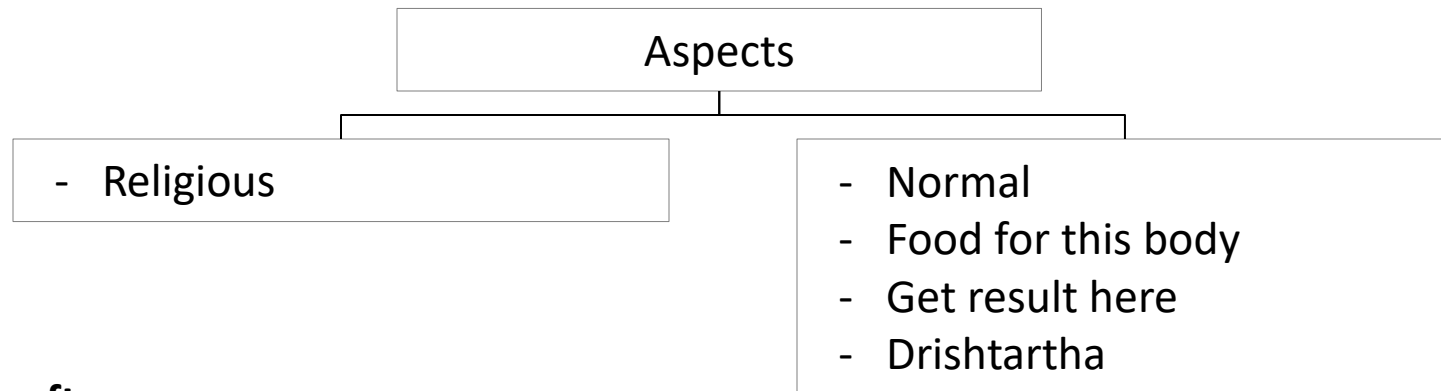 Aspects
- Religious
- Normal
- Food for this body
- Get result here
- Drishtartha